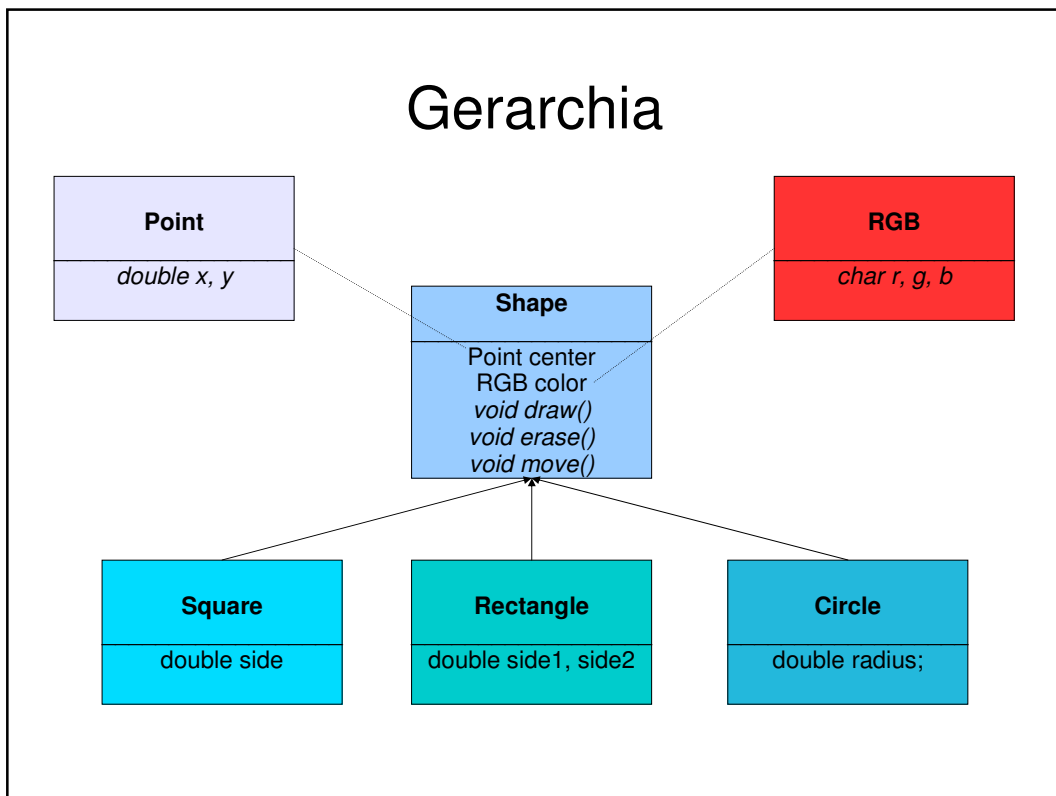 Gerarchia
Point
double x, y
RGB
char r, g, b
Shape
Point center
RGB color
void draw()
void erase()
void move()
Square
double side
Rectangle
double side1, side2
Circle
double radius;